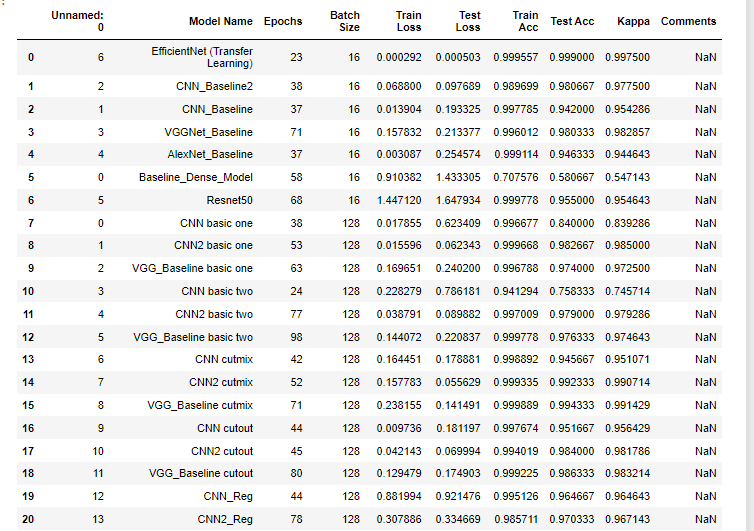 Unnamed: 0 Model Name Epochs Batch Size Train Loss Test Loss Train Acc Test Acc Kappa Comments
0 6 EfficientNet (Transfer Learning) 23 16 0.000292 0.000503 0.999557 0.999000 0.997500 NaN
1 2 CNN_Baseline2 38 16 0.068800 0.097689 0.989699 0.980667 0.977500 NaN
2 1 CNN_Baseline 37 16 0.013904 0.193325 0.997785 0.942000 0.954286 NaN
3 3 VGGNet_Baseline 71 16 0.157832 0.213377 0.996012 0.980333 0.982857 NaN
4 4 AlexNet_Baseline 37 16 0.003087 0.254574 0.999114 0.946333 0.944643 NaN
5 0 Baseline_Dense_Model 58 16 0.910382 1.433305 0.707576 0.580667 0.547143 NaN
6 5 Resnet50 68 16 1.447120 1.647934 0.999778 0.955000 0.954643 NaN
7 0 CNN basic one 38 128 0.017855 0.623409 0.996677 0.840000 0.839286 NaN
8 1 CNN2 basic one 53 128 0.015596 0.062343 0.999668 0.982667 0.985000 NaN
9 2 VGG_Baseline basic one 63 128 0.169651 0.240200 0.996788 0.974000 0.972500 NaN
10 3 CNN basic two 24 128 0.228279 0.786181 0.941294 0.758333 0.745714 NaN
11 4 CNN2 basic two 77 128 0.038791 0.089882 0.997009 0.979000 0.979286 NaN
12 5 VGG_Baseline basic two 98 128 0.144072 0.220837 0.999778 0.976333 0.974643 NaN
13 6 CNN cutmix 42 128 0.164451 0.178881 0.998892 0.945667 0.951071 NaN
14 7 CNN2 cutmix 52 128 0.157783 0.055629 0.999335 0.992333 0.990714 NaN
15 8 VGG_Baseline cutmix 71 128 0.238155 0.141491 0.999889 0.994333 0.991429 NaN
16 9 CNN cutout 44 128 0.009736 0.181197 0.997674 0.951667 0.956429 NaN
17 10 CNN2 cutout 45 128 0.042143 0.069994 0.994019 0.984000 0.981786 NaN
18 11 VGG_Baseline cutout 80 128 0.129479 0.174903 0.999225 0.986333 0.983214 NaN
19 12 CNN_Reg 44 128 0.881994 0.921476 0.995126 0.964667 0.964643 NaN
20 13 CNN2_Reg 78 128 0.307886 0.334669 0.985711 0.970333 0.967143 NaN